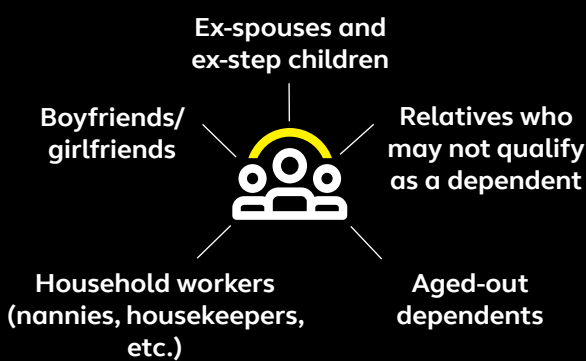 Ex-spouses and
ex-step children
Boyfriends/
girlfriends
Relatives who
may not qualify
as a dependent
Household workers
(nannies, housekeepers,
etc.)
Aged-out
dependents